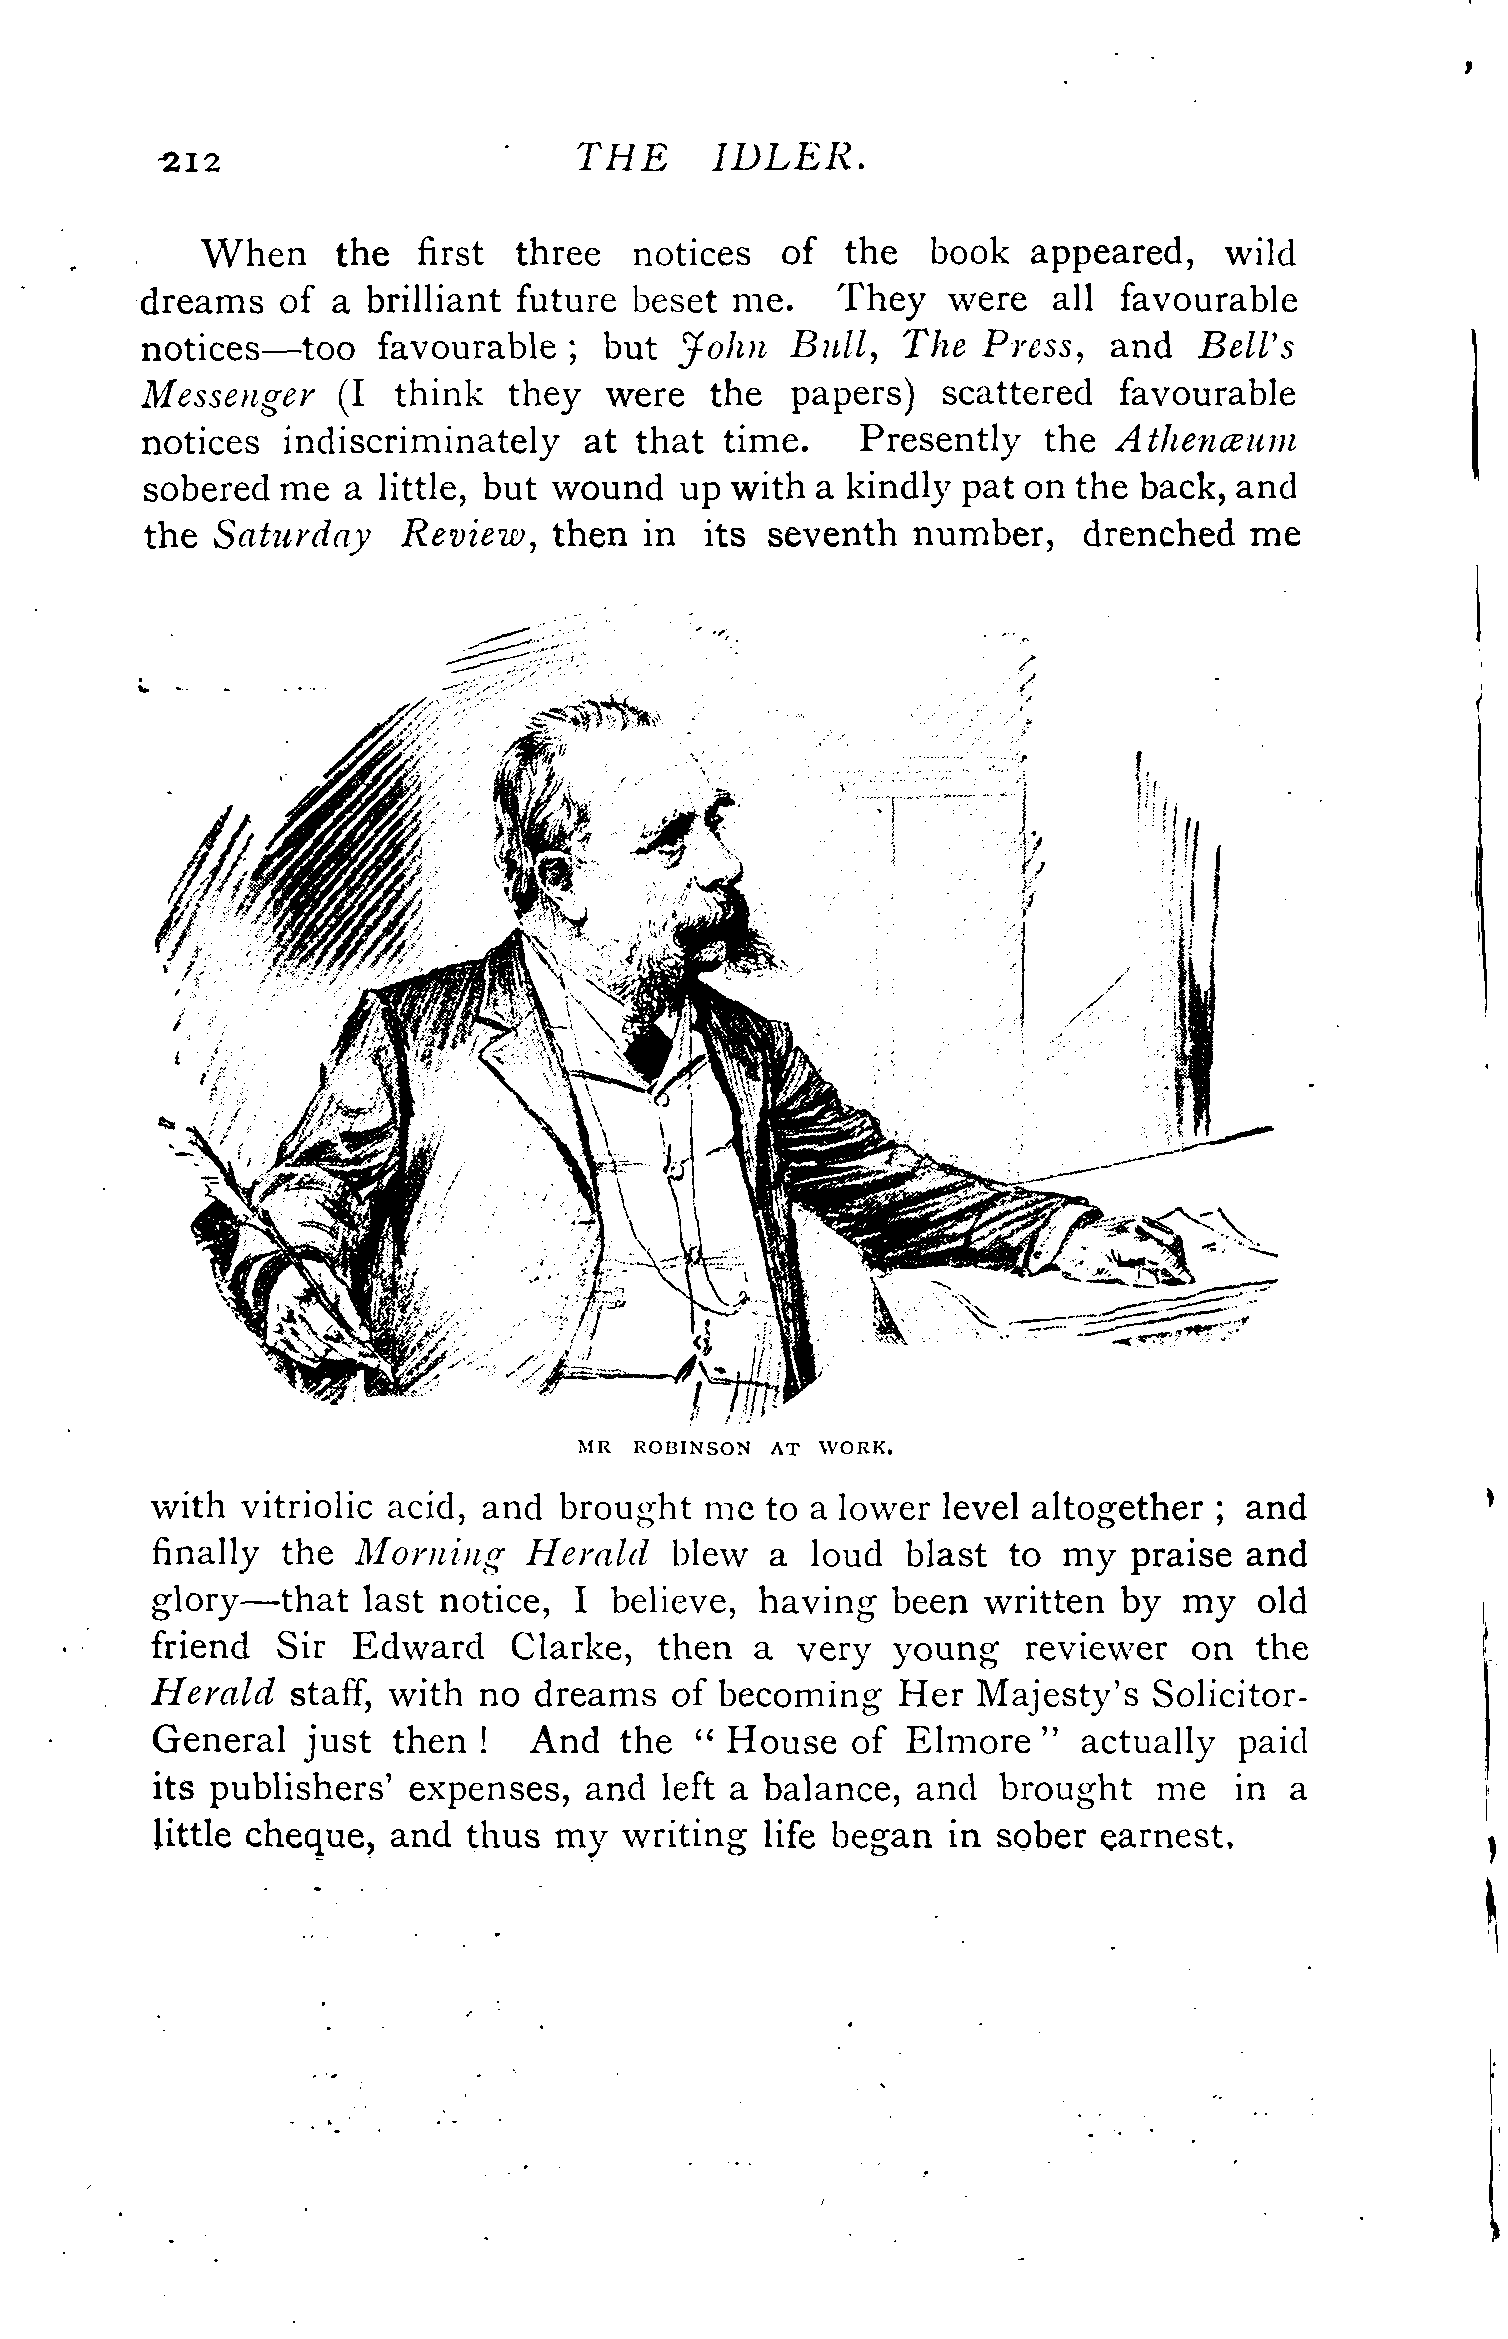 212 THE IDLER.
When the first three notices of the book appeared, wild
dreams of a brilliant future beset me. They were all favourable
notices—too favourable ; but John Bull, The Press, and Bell's
Messenger (I think they were the papers) scattered favourable
notices indiscriminately at that time. Presently the Athenæum
sobered me a little, but wound up with a kindly pat on the back, and
the Saturday Review, then in its seventh number, drenched me
MR ROBINSON AT WORK.
with vitriolic acid, and brought me to a lower level altogether ; and
finally the Morning Herald blew a loud blast to my praise and
glory—that last notice, I believe, having been written by my old
friend Sir Edward Clarke, then a very young reviewer on the
Herald staff, with no dreams of becoming Her Majesty's Solicitor-
General just then ! And the “ House of Elmore ” actually paid
its publishers' expenses, and left a balance, and brought me in a
little cheque, and thus my writing life began in sober earnest.